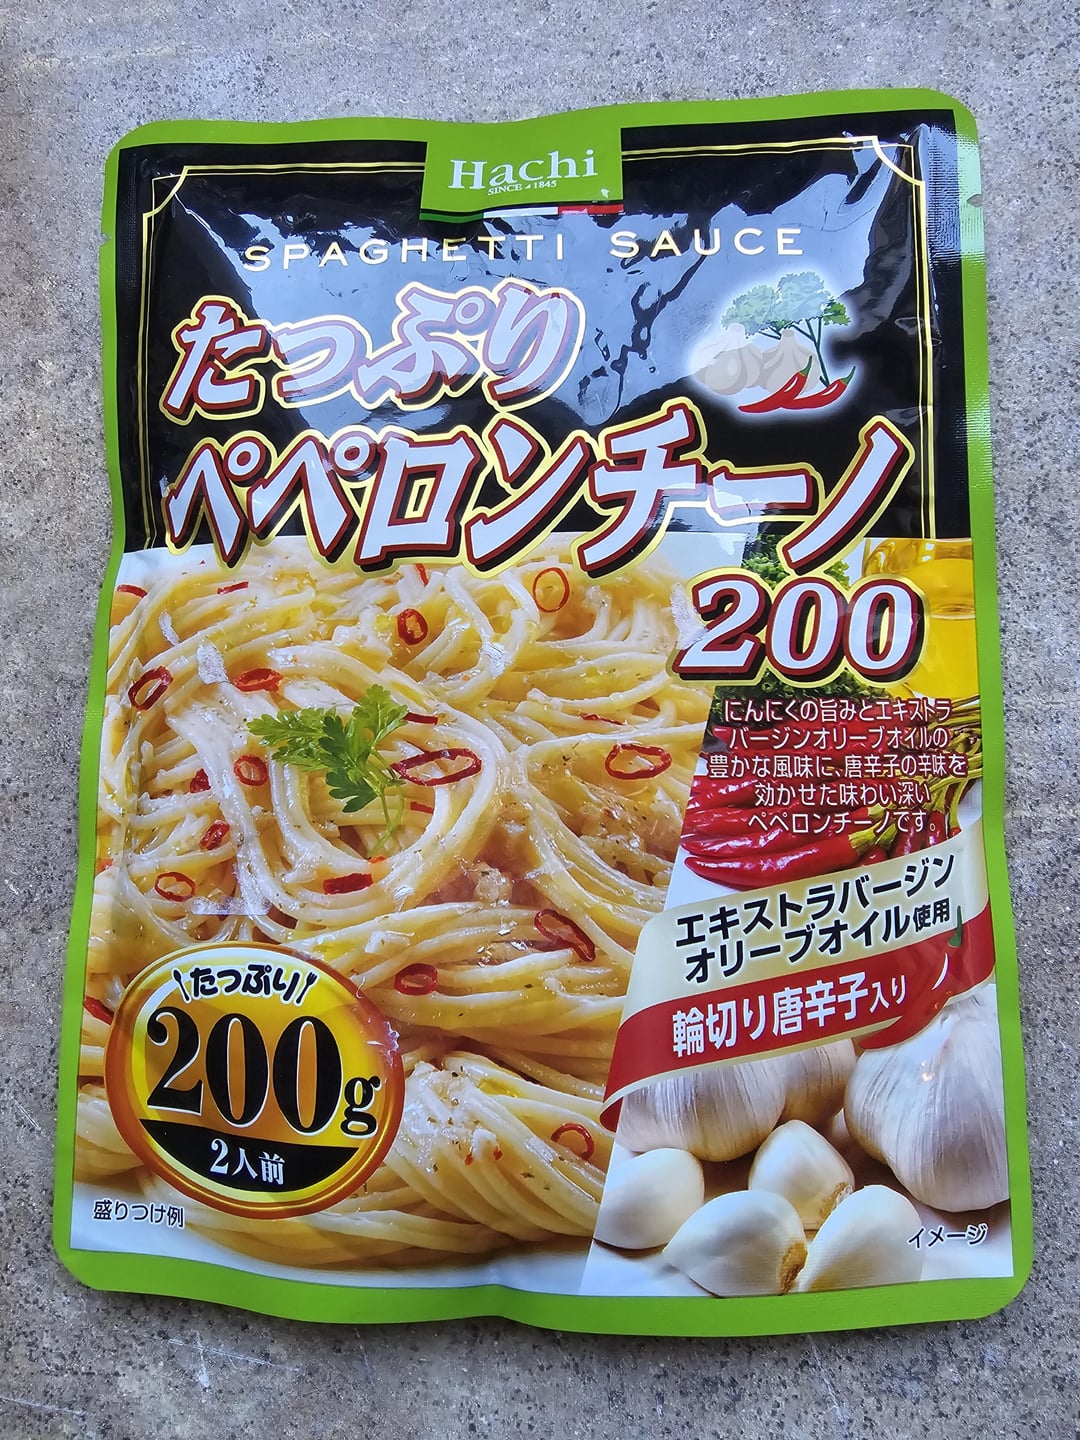 Hachi
SINCE 1845
SPAGHETTI SAUCE
たっぷり
ペペロンチーノ
200
にんにくの旨みとエキストラ
バージンオリーブオイルの
豊かな風味に、唐辛子の辛味を
効かせた味わい深い
ペペロンチーノです。
エキストラバージン
オリーブオイル使用
輪切り唐辛子入り
たっぷり
200g
2人前
盛りつけ例
イメージ